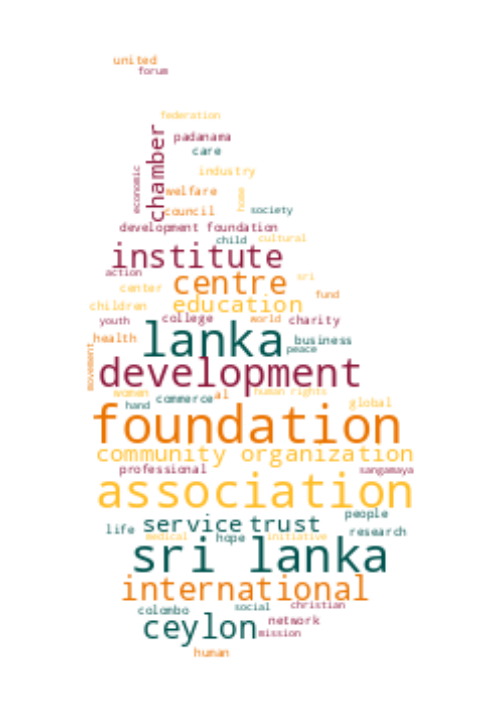 united
forum
federation
padanama
care
chamber
economic
industry
welfare
home
council
society
development foundation
child
cultural
institute
action
centre
sri
center
fund
children
education
youth
college
world
charity
health
lanka
business
peace
movement
development
women
al
human rights
hand
commerce
global
foundation
community organization
professional
sangamaya
association
people
service
trust
life
research
medical
hope
initiative
sri lanka
international
colombo
social
christian
ceylon
network
mission
human